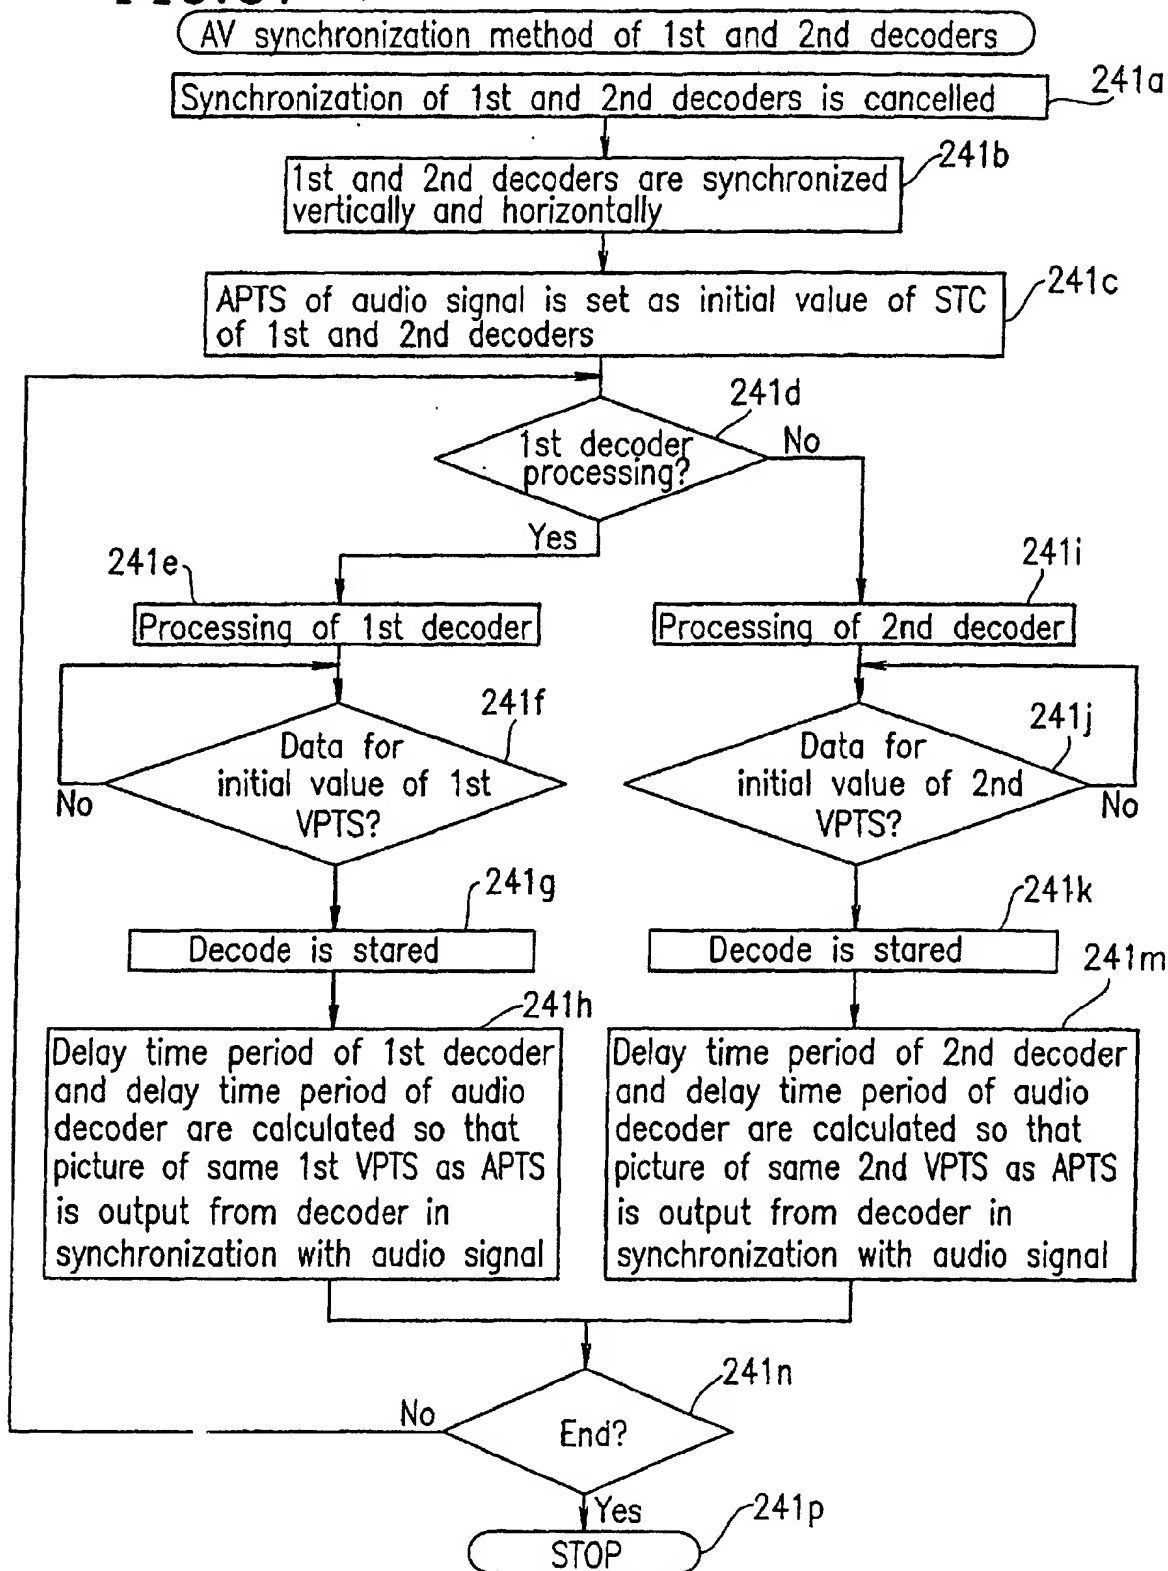 AV synchronization method of 1st and 2nd decoders
241a
Synchronization of 1st and 2nd decoders is cancelled
241b
1st and 2nd decoders are synchronized
vertically and horizontally
241c
APTS of audio signal is set as initial value of STC
of 1st and 2nd decoders
241d
1st decoder
processing?
No
Yes
241e
241i
Processing of 1st decoder
Processing of 2nd decoder
241f
241j
Data for
initial value of 1st
VPTS?
No
Data for
initial value of 2nd
VPTS?
No
241g
241k
Decode is stared
Decode is stared
241h
241m
Delay time period of 1st decoder
and delay time period of audio
decoder are calculated so that
picture of same 1st VPTS as APTS
is output from decoder in
synchronization with audio signal
Delay time period of 2nd decoder
and delay time period of audio
decoder are calculated so that
picture of same 2nd VPTS as APTS
is output from decoder in
synchronization with audio signal
241n
No
End?
Yes
241p
STOP